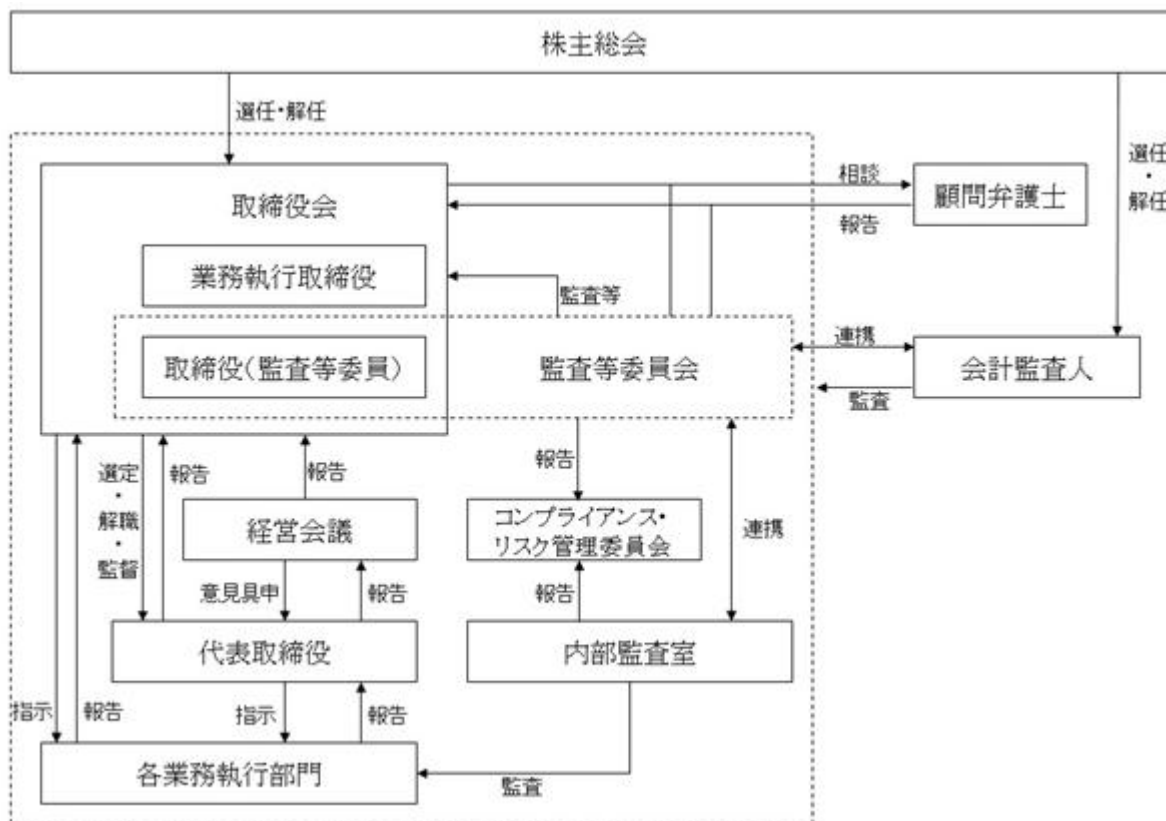 株主総会
選任・解任
選任・解任
取締役会
相談
顧問弁護士
報告
業務執行取締役
監査等
取締役(監査等委員)
監査等委員会
連携
会計監査人
監査
選定・解職・監督
報告
報告
報告
経営会議
コンプライアンス・
リスク管理委員会
連携
意見具申
報告
報告
代表取締役
内部監査室
指示
報告
指示
報告
各業務執行部門
監査